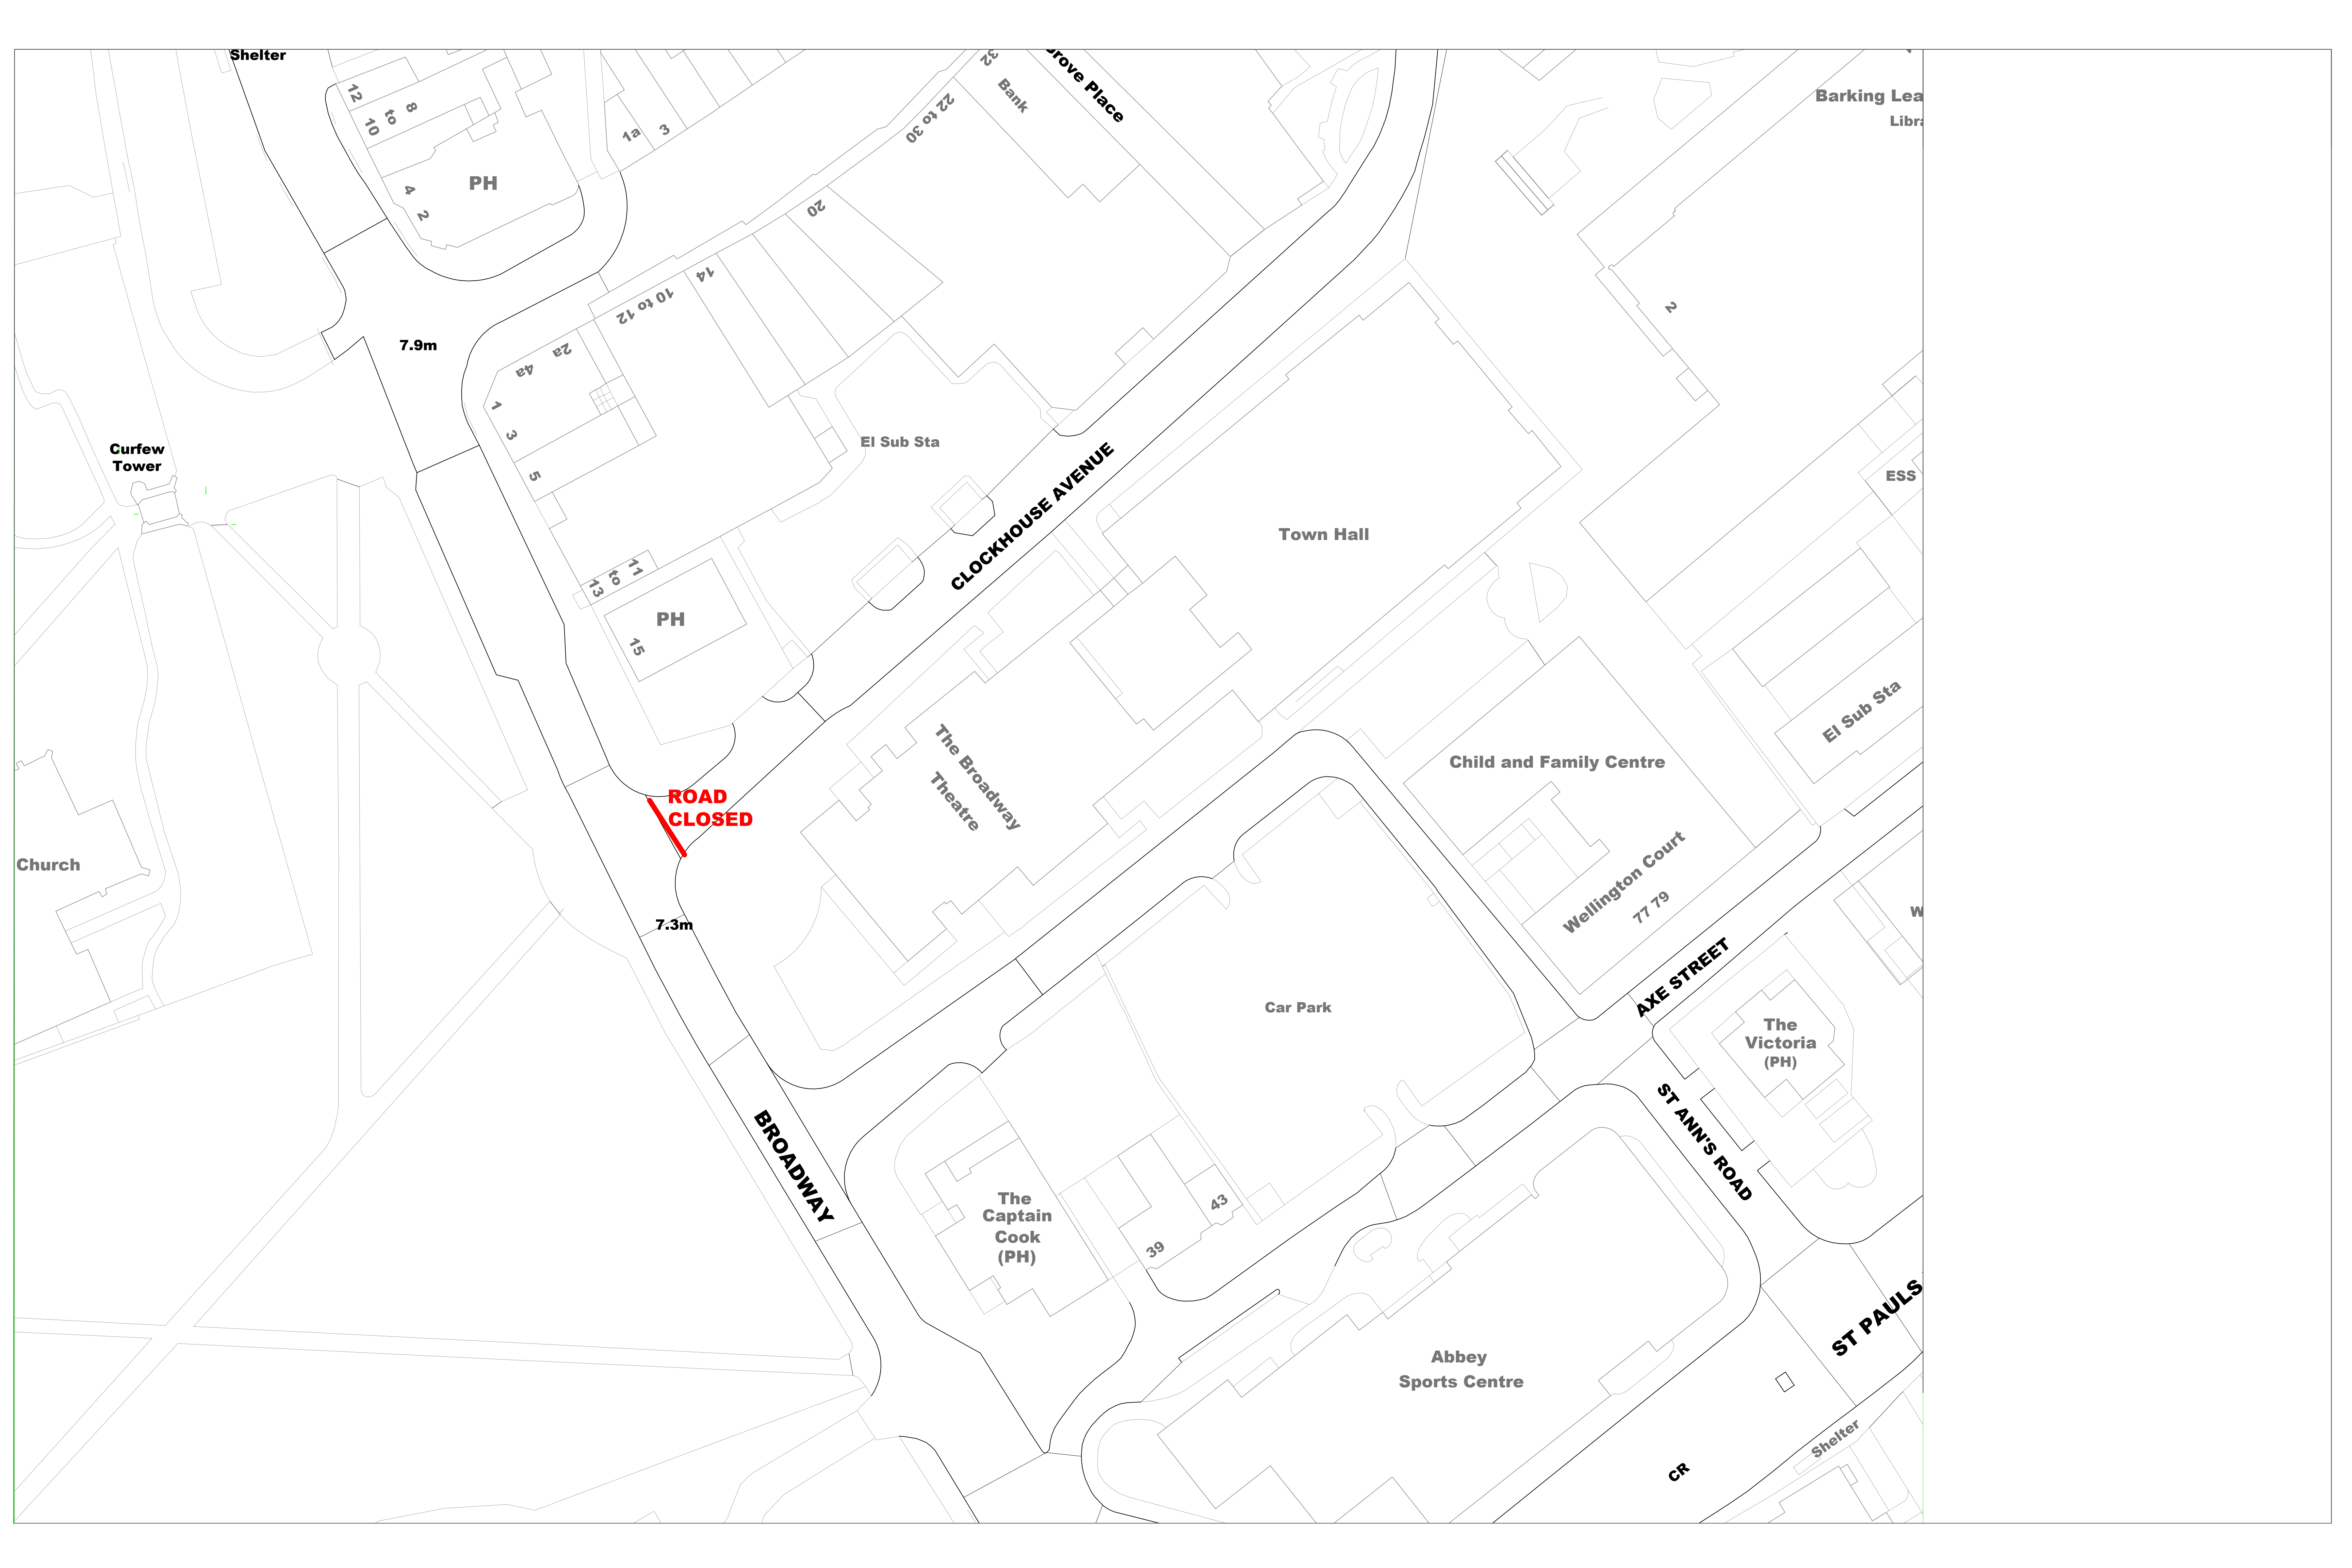 Shelter
12
to
10
8
4
2
PH
1a
3
32
Bank
Grove Place
22 to 30
20
14
10 to 12
2a
4a
1
3
5
7.9m
Barking Lea
Libra
2
Curfew
Tower
El Sub Sta
CLOCKHOUSE AVENUE
Town Hall
ESS
13
to
11
PH
15
El Sub Sta
The Broadway
Theatre
Child and Family Centre
ROAD
CLOSED
Church
7.3m
Wellington Court
77 79
W
AXE STREET
Car Park
The
Victoria
(PH)
ST ANN'S ROAD
BROADWAY
The
Captain
Cook
(PH)
39
43
ST PAULS
Abbey
Sports Centre
Shelter
CR